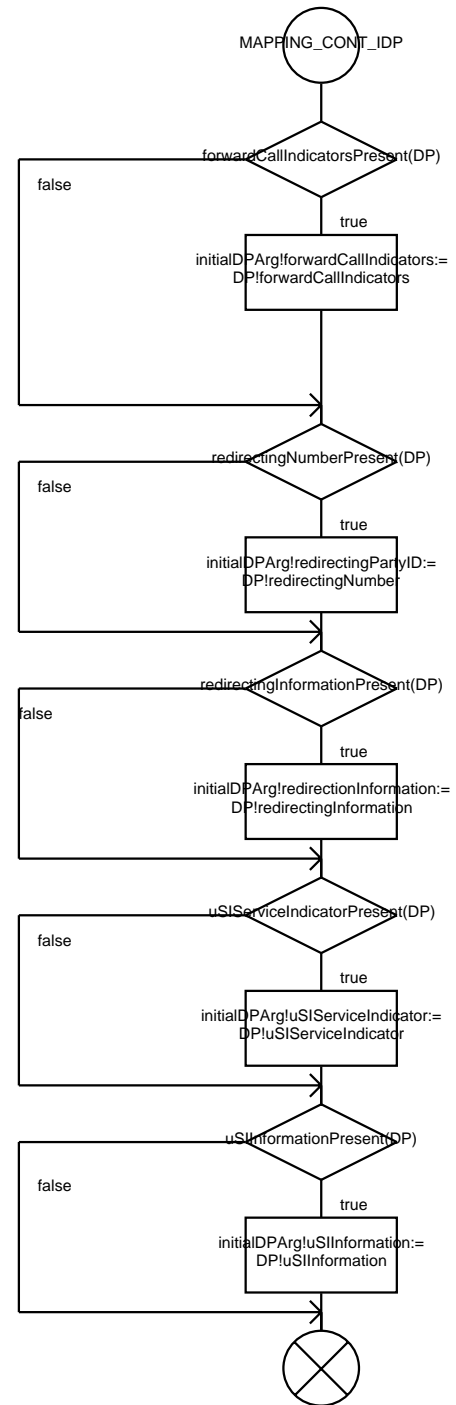 MAPPING_CONT_IDP
forwardCallIndicatorsPresent(DP)
false
true
initialDPArg!forwardCallIndicators:=
DP!forwardCallIndicators
redirectingNumberPresent(DP)
false
true
initialDPArg!redirectingPartyID:=
DP!redirectingNumber
redirectingInformationPresent(DP)
false
true
initialDPArg!redirectionInformation:=
DP!redirectingInformation
uSIServiceIndicatorPresent(DP)
false
true
initialDPArg!uSIServiceIndicator:=
DP!uSIServiceIndicator
uSIInformationPresent(DP)
false
true
initialDPArg!uSIInformation:=
DP!uSIInformation